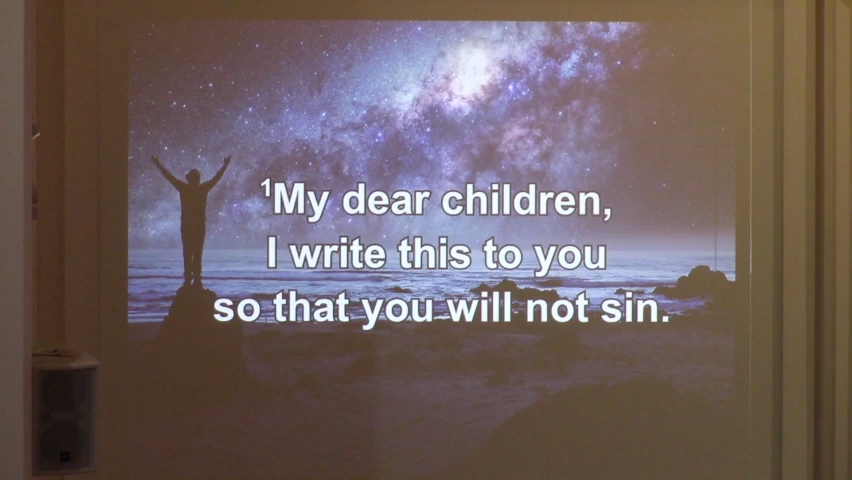 ¹My dear children,
I write this to you
so that you will not sin.